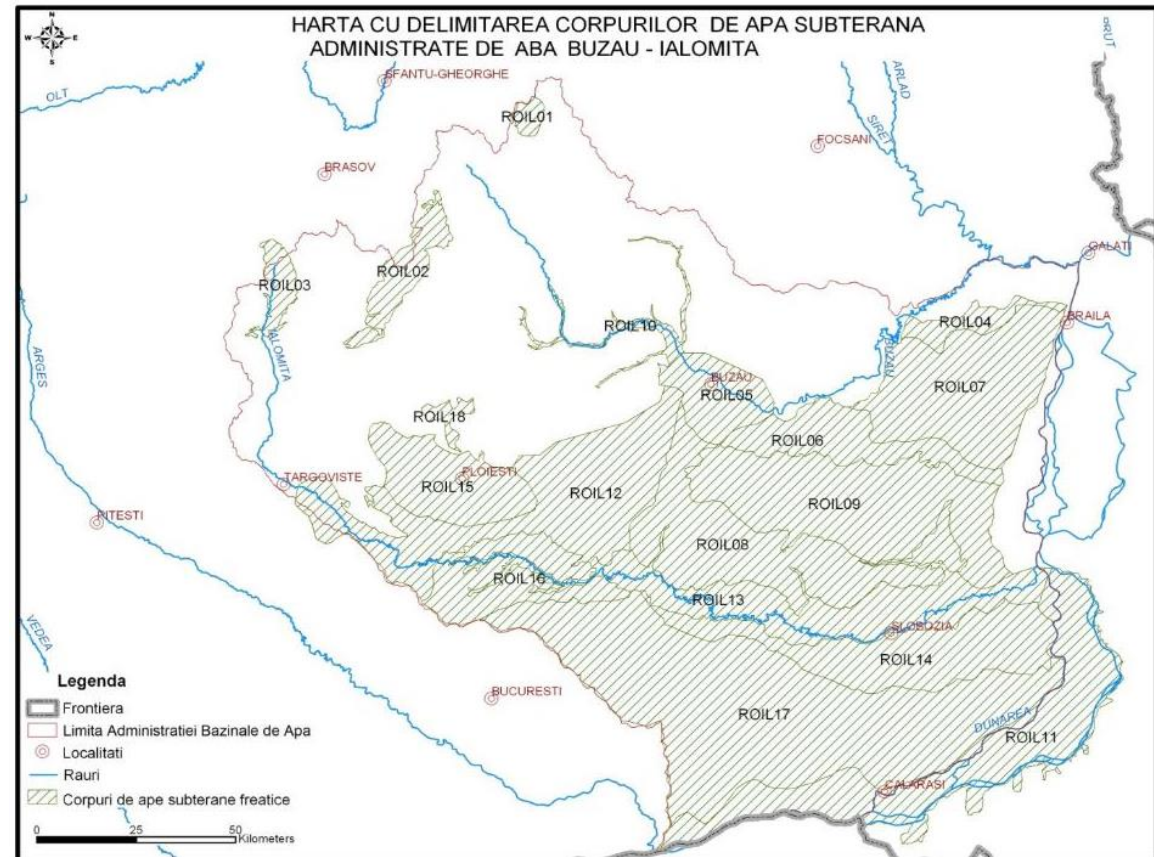 HARTA CU DELIMITAREA CORPURILOR DE APA SUBTERANA
ADMINISTRATE DE ABA BUZAU - IALOMITA
N
W
E
S
PRUT
SFANTU-GHEORGHE
OLT
ARLAD
SIRET
ROIL01
FOCSANI
BRASOV
GALATI
ROIL02
ROIL03
BRAILA
ROIL04
ROIL10
IALOMITA
ARGES
BUZAU
BUZAU
ROIL05
ROIL07
ROIL18
ROIL06
TARGOVISTE
PLOIESTI
ROIL15
ROIL12
ROIL09
PITESTI
ROIL08
ROIL16
ROIL13
SLOBOZIA
VEDEA
ROIL14
BUCURESTI
ROIL17
DUNAREA
ROIL11
CALARASI
Legenda
Frontiera
Limita Administratiei Bazinale de Apa
Localitati
Rauri
Corpuri de ape subterane freatice
0 25 50
Kilometers